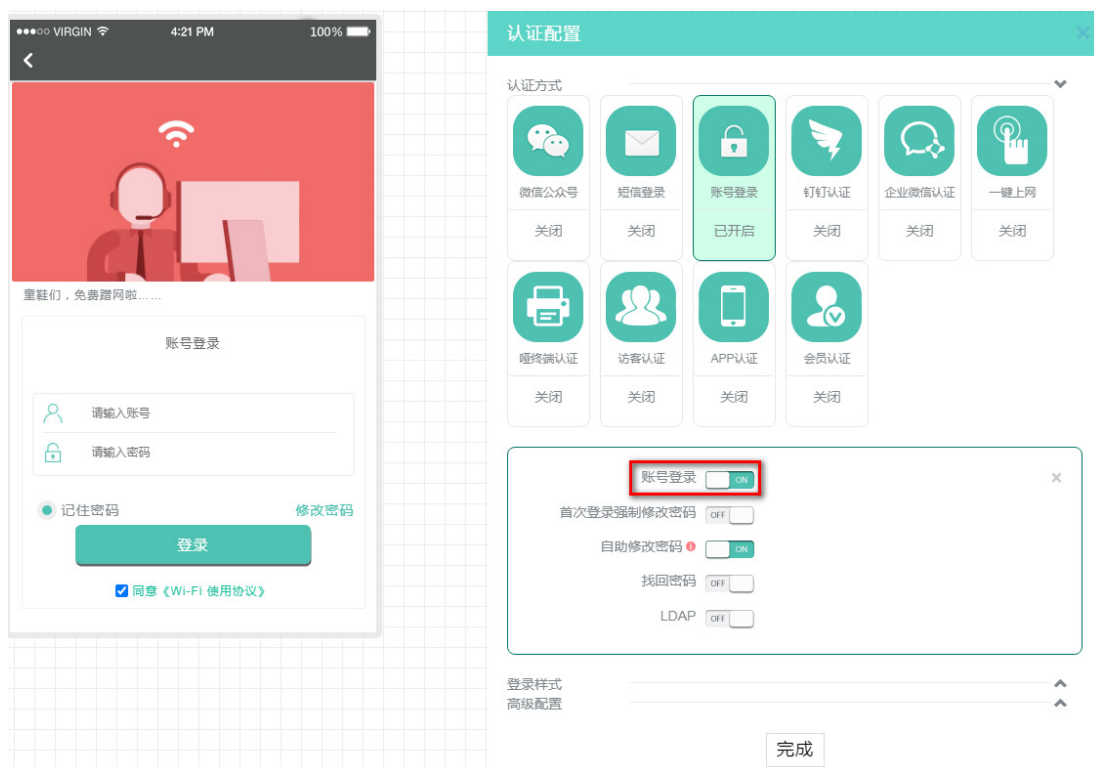 VIRGIN 4:21 PM 100%
童鞋们，免费蹭网啦……
账号登录
请输入账号
请输入密码
记住密码 修改密码
登录
同意《Wi-Fi 使用协议》
认证配置
认证方式
微信公众号 短信登录 账号登录 钉钉认证 企业微信认证 一键上网
关闭 关闭 已开启 关闭 关闭 关闭
哑终端认证 访客认证 APP认证 会员认证
关闭 关闭 关闭 关闭
账号登录 ON
首次登录强制修改密码 OFF
自助修改密码 ON
找回密码 OFF
LDAP OFF
登录样式
高级配置
完成